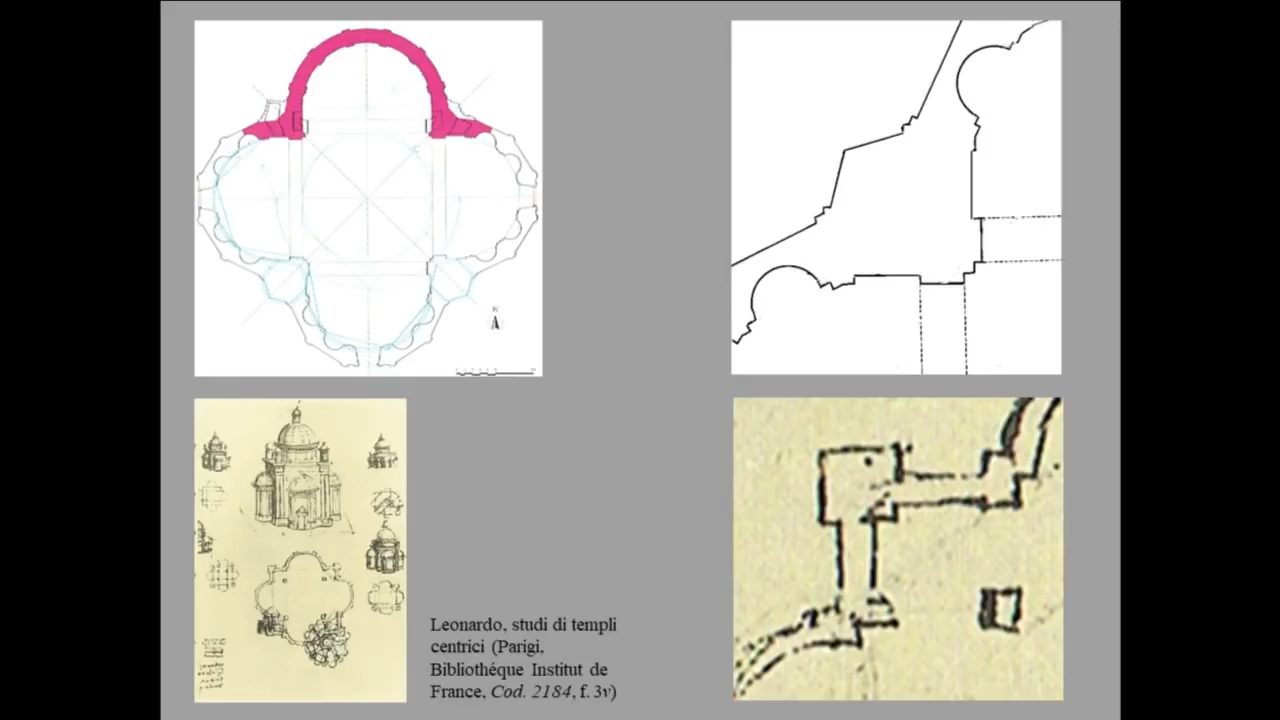 N
Leonardo, studi di templi
centrici (Parigi,
Bibliothéque Institut de
France, Cod. 2184, f. 3v)